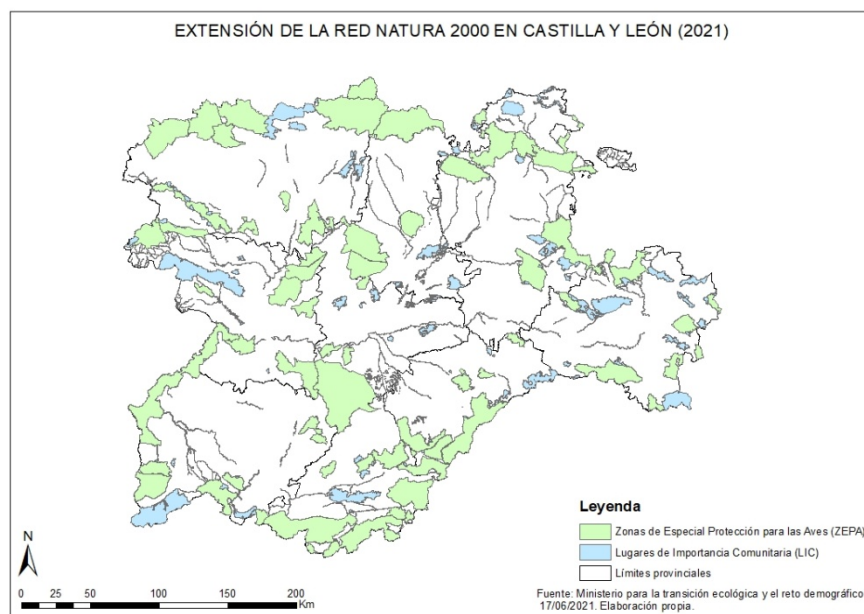 EXTENSIÓN DE LA RED NATURA 2000 EN CASTILLA Y LEÓN (2021)
Leyenda
Zonas de Especial Protección para las Aves (ZEPA)
Lugares de Importancia Comunitaria (LIC)
Límites provinciales
N
0 25 50 100 150 200
Km
Fuente: Ministerio para la transición ecológica y el reto demográfico
17/06/2021. Elaboración propia.